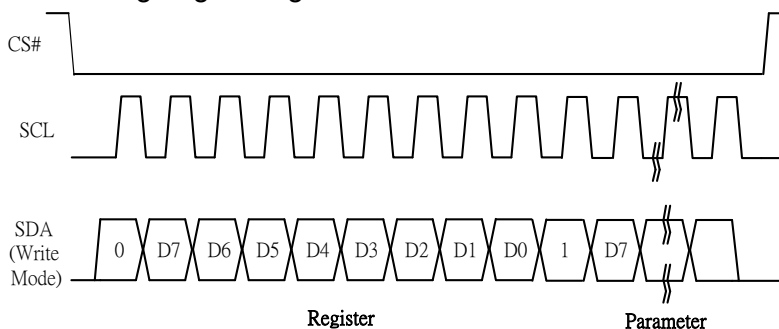 CS#
SCL
SDA
(Write
Mode)
0 D7 D6 D5 D4 D3 D2 D1 D0 1 D7
Register Parameter